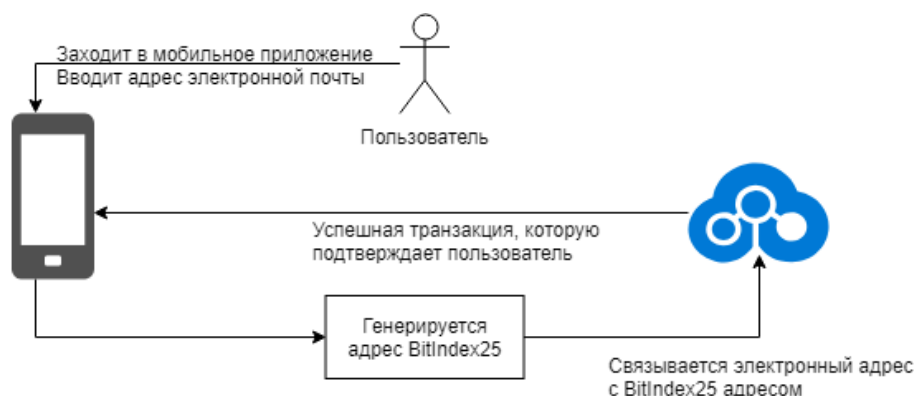 Заходит в мобильное приложение
Вводит адрес электронной почты
Пользователь
Успешная транзакция, которую
подтверждает пользователь
Генерируется
адрес BitIndex25
Связывается электронный адрес
с BitIndex25 адресом